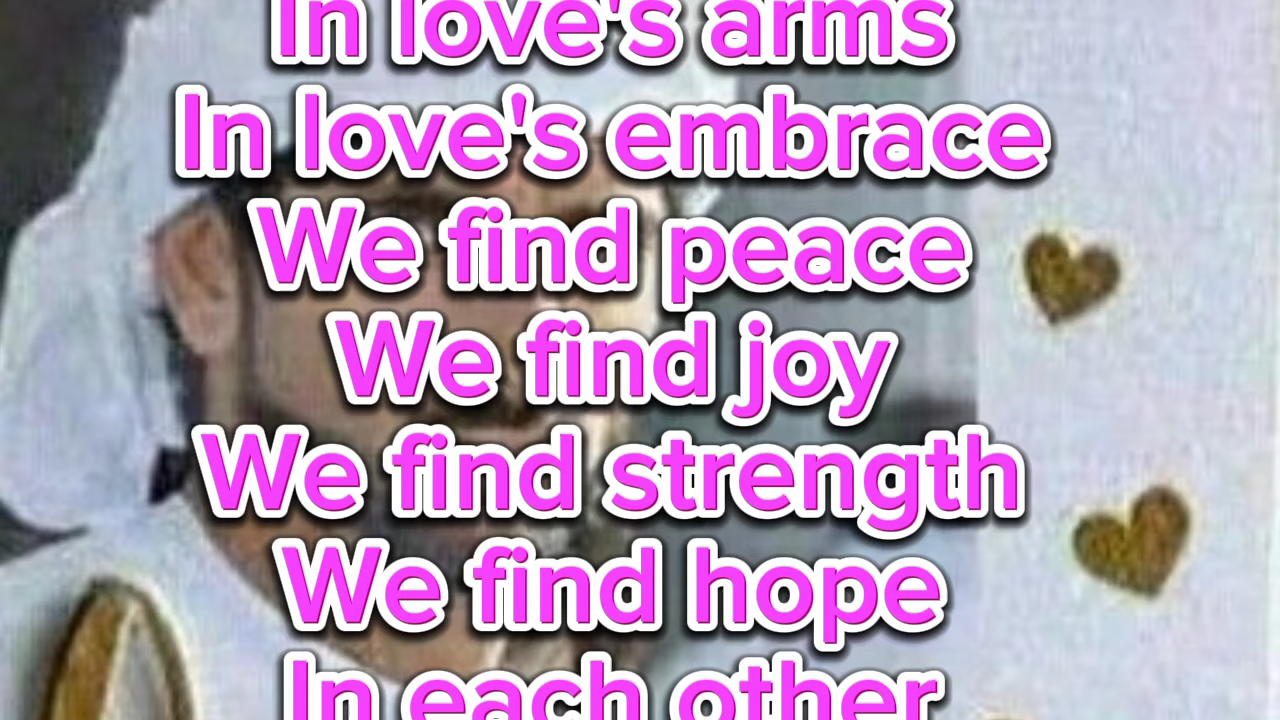 In love's arms
In love's embrace
We find peace
We find joy
We find strength
We find hope
In each other